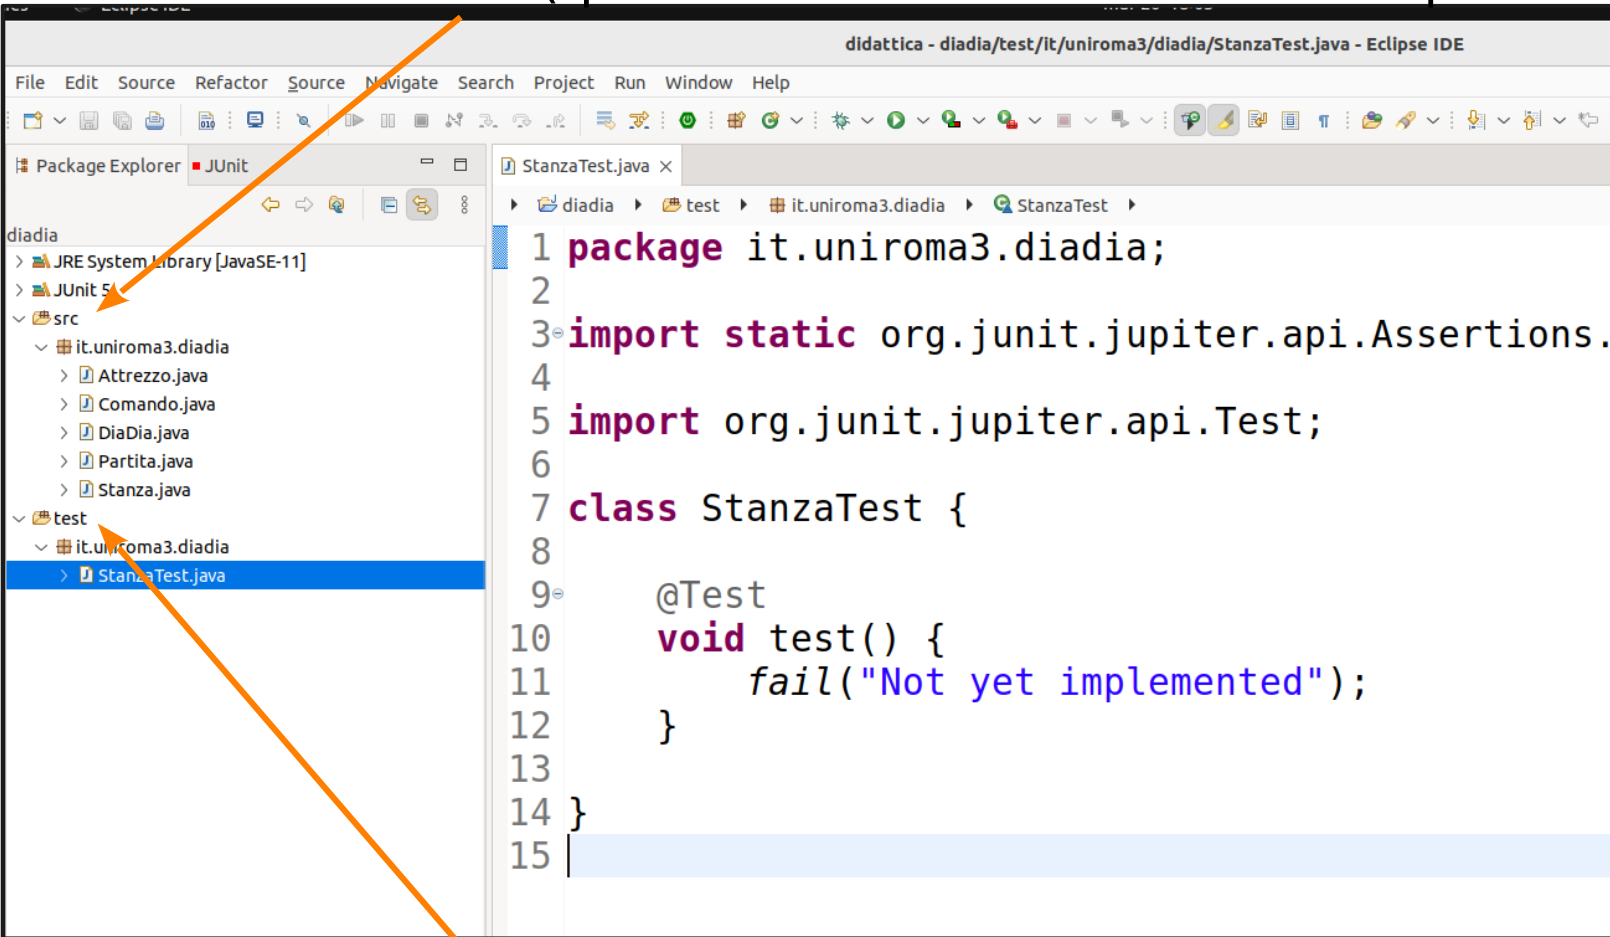 didattica - diadia/test/it/uniroma3/diadia/StanzaTest.java - Eclipse IDE
File Edit Source Refactor Source Navigate Search Project Run Window Help
Package Explorer JUnit
StanzaTest.java
diadia test it.uniroma3.diadia StanzaTest
diadia
JRE System Library [JavaSE-11]
JUnit 5
src
it.uniroma3.diadia
Attrezzo.java
Comando.java
DiaDia.java
Partita.java
Stanza.java
test
it.uniroma3.diadia
StanzaTest.java
1 package it.uniroma3.diadia;
2
3 import static org.junit.jupiter.api.Assertions.
4
5 import org.junit.jupiter.api.Test;
6
7 class StanzaTest {
8
9 @Test
10 void test() {
11 fail("Not yet implemented");
12 }
13
14 }
15